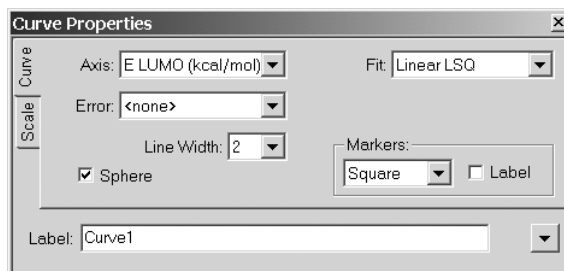 Curve Properties
Curve
Scale
Axis: E LUMO (kcal/mol)
Fit: Linear LSQ
Error: <none>
Line Width: 2
Sphere
Markers:
Square
Label
Label: Curve1